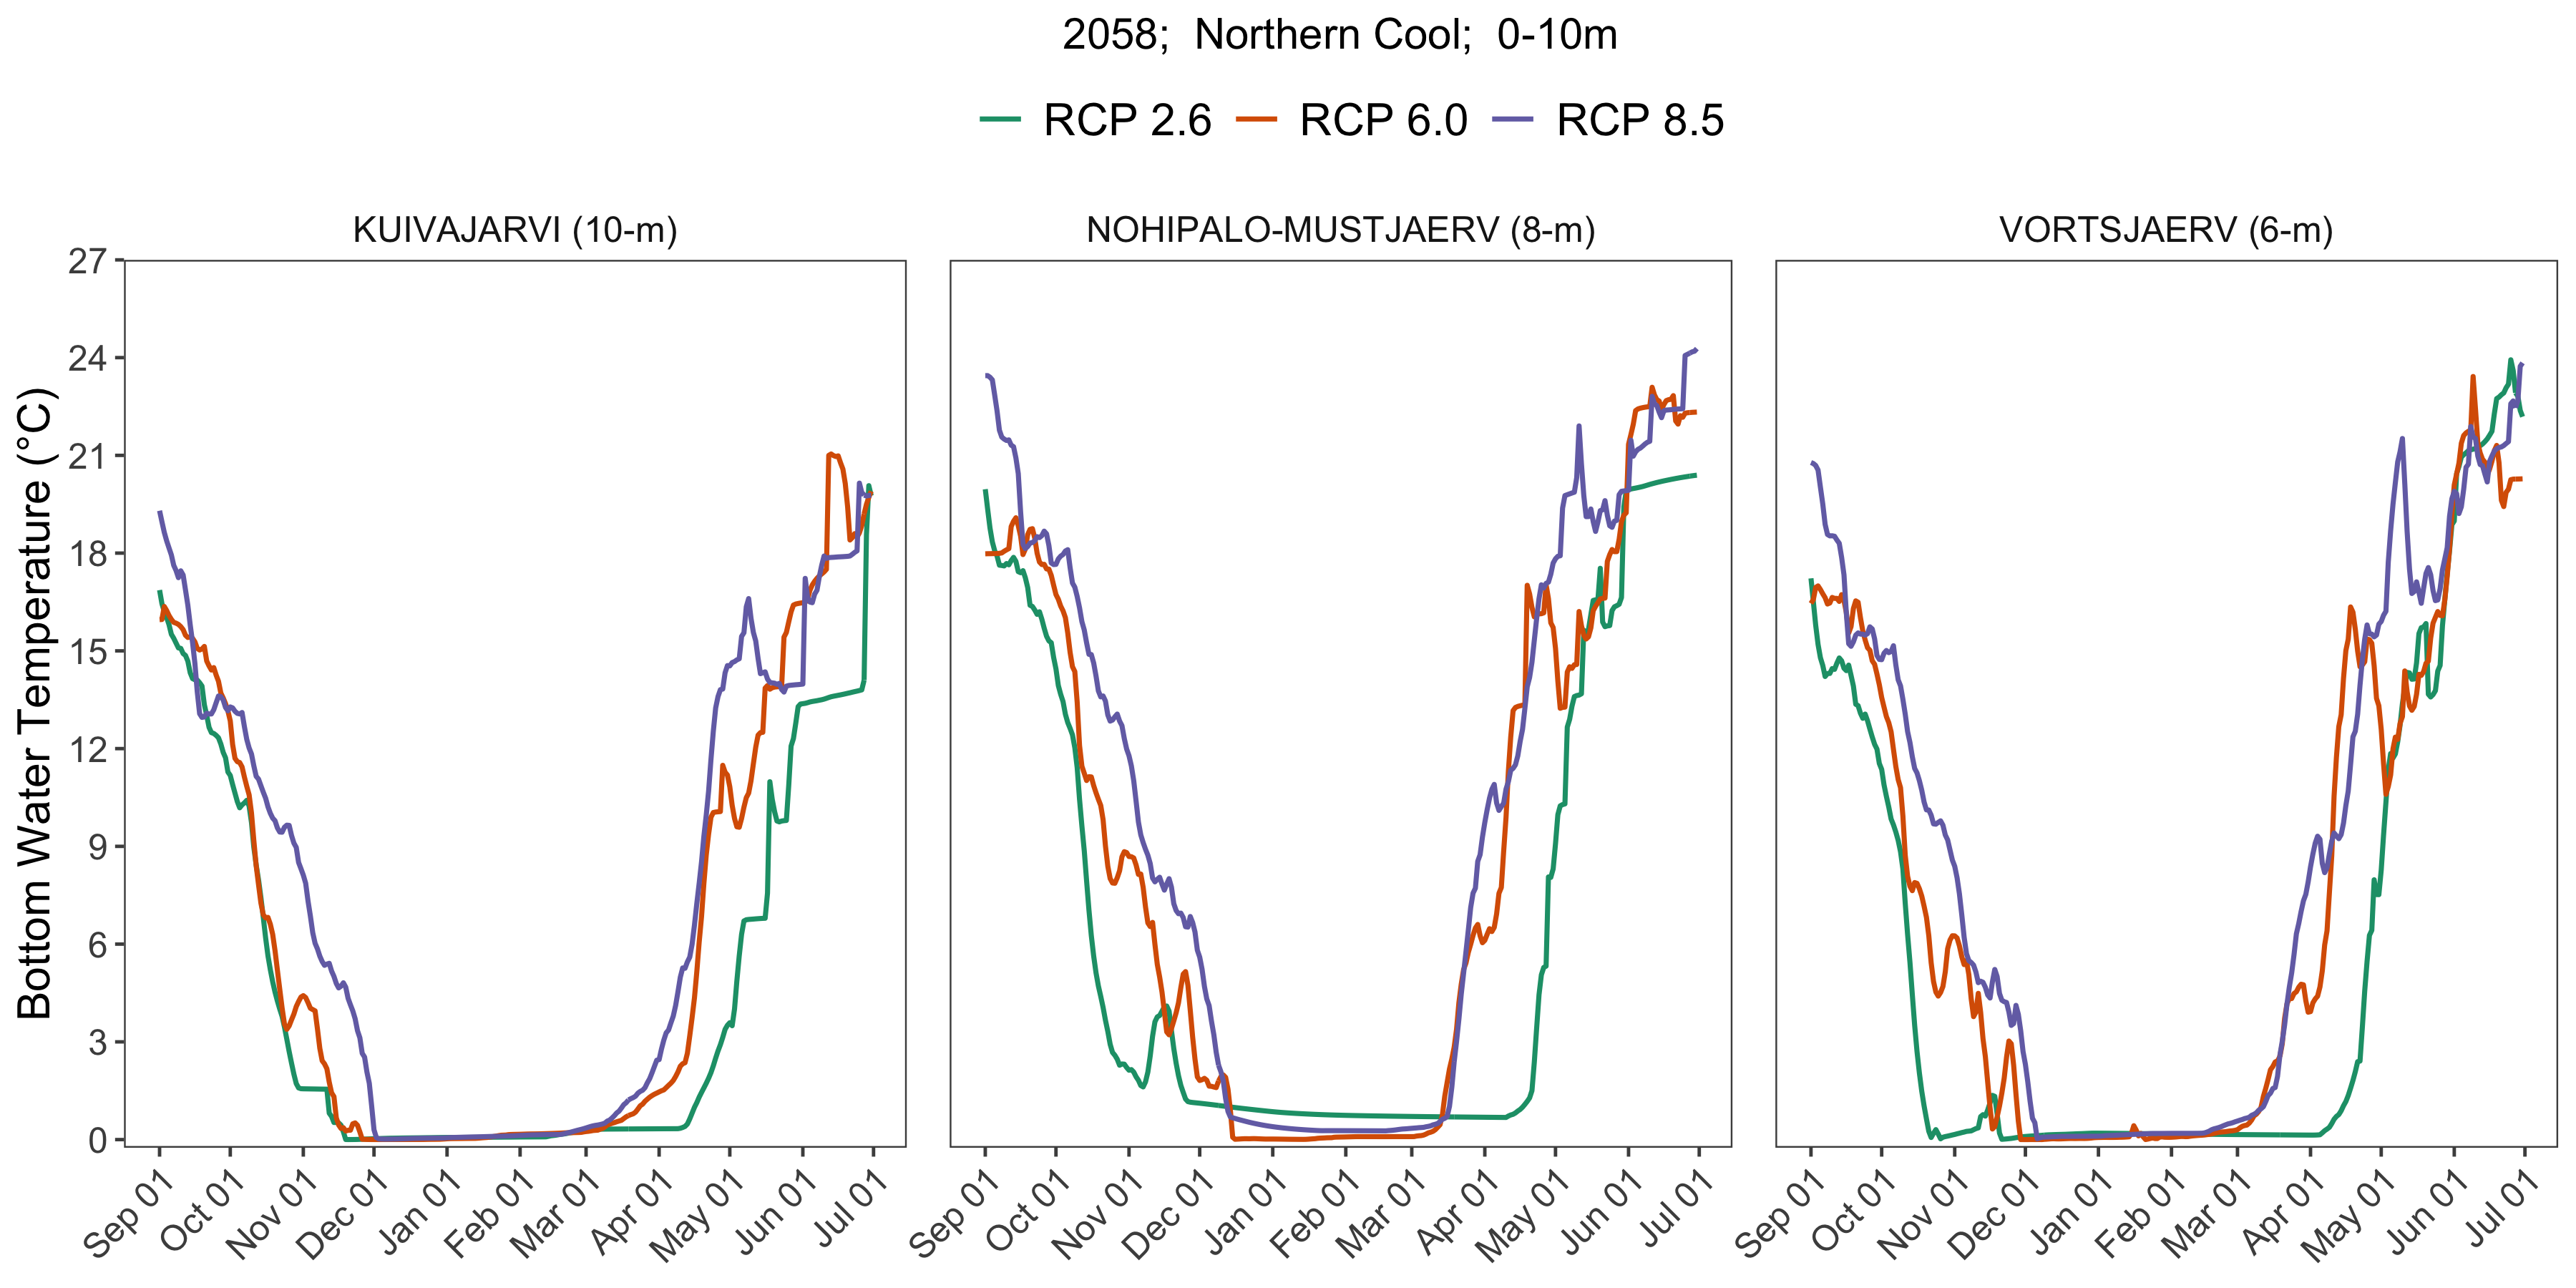 2058;  Northern Cool;  0-10m
RCP 2.6 RCP 6.0 RCP 8.5
KUIVAJARVI (10-m) NOHIPALO-MUSTJAERV (8-m) VORTSJAERV (6-m)
Bottom Water Temperature (°C)
27
24
21
18
15
12
9
6
3
0
Sep 01 Oct 01 Nov 01 Dec 01 Jan 01 Feb 01 Mar 01 Apr 01 May 01 Jun 01 Jul 01
Sep 01 Oct 01 Nov 01 Dec 01 Jan 01 Feb 01 Mar 01 Apr 01 May 01 Jun 01 Jul 01
Sep 01 Oct 01 Nov 01 Dec 01 Jan 01 Feb 01 Mar 01 Apr 01 May 01 Jun 01 Jul 01